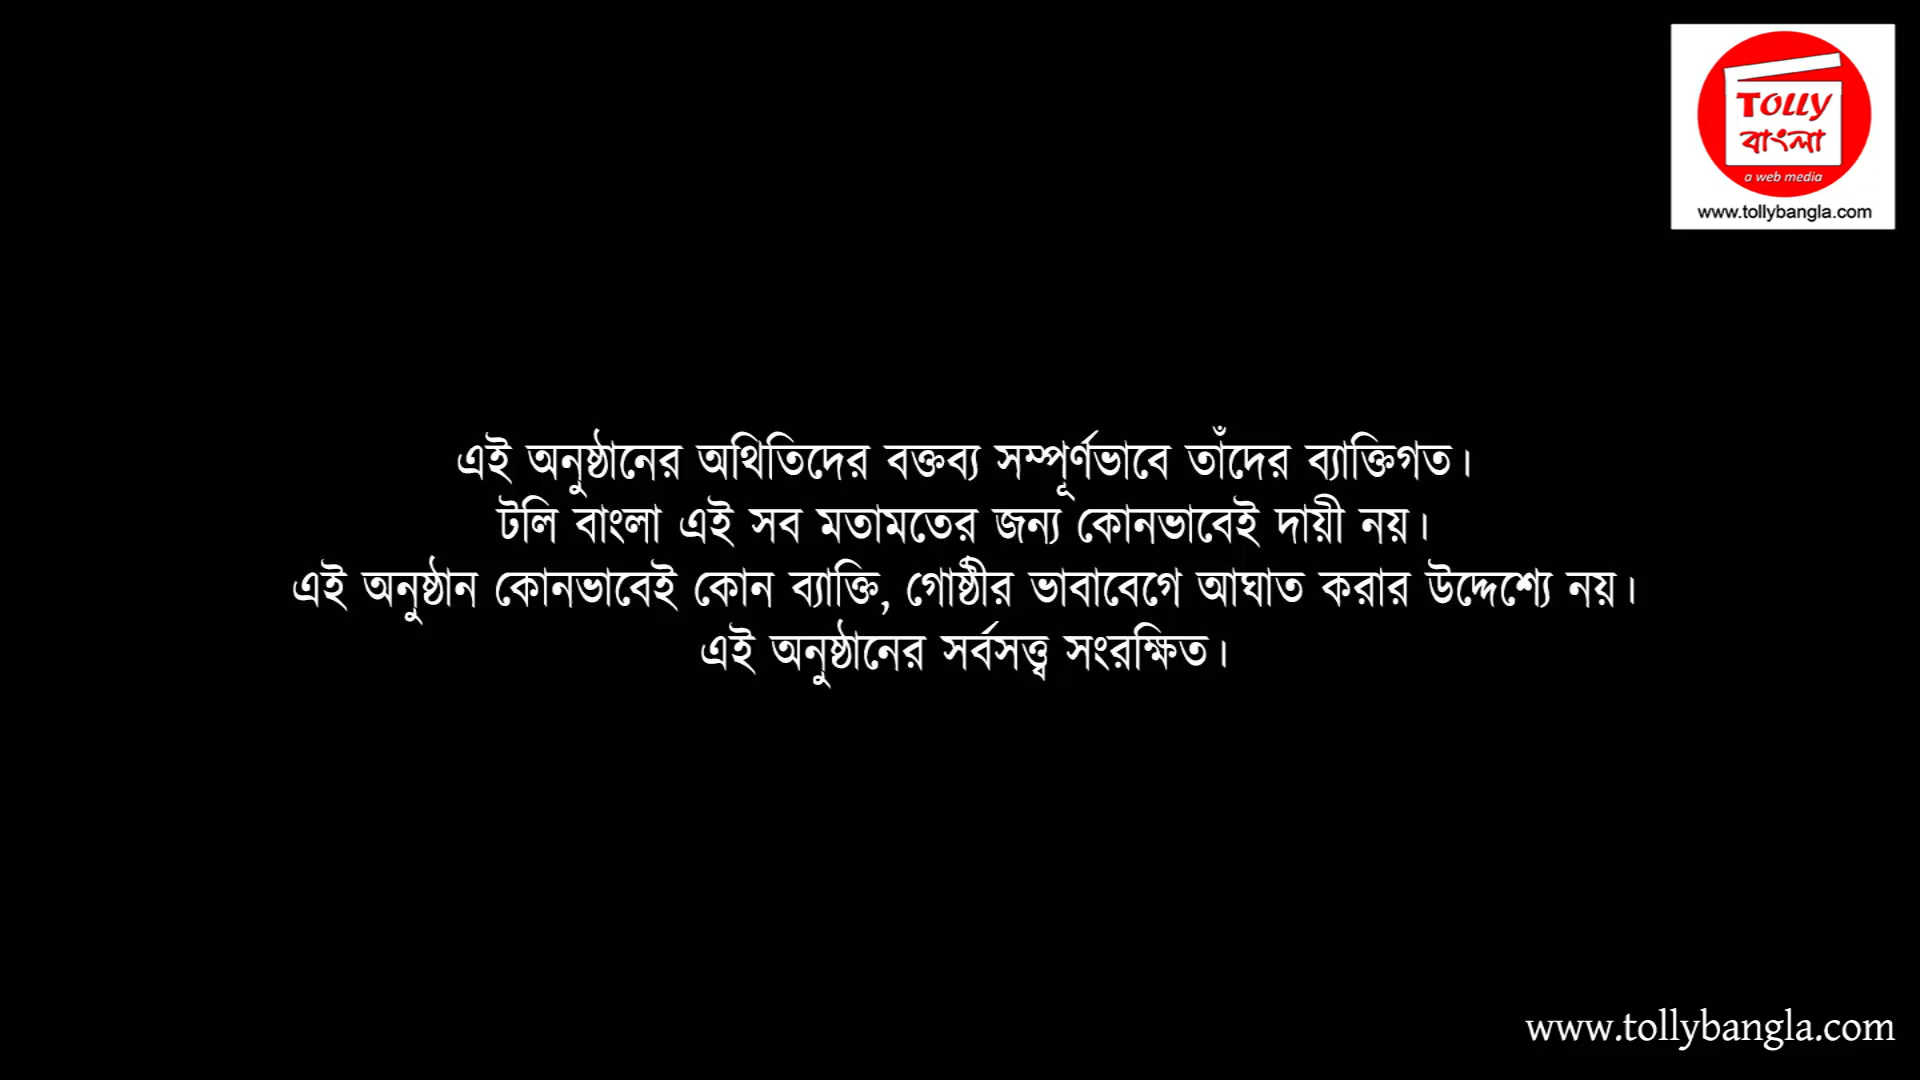 TOLLY
বাংলা
a web media
www.tollybangla.com
এই অনুষ্ঠানের অথিতিদের বক্তব্য সম্পূর্ণভাবে তাঁদের ব্যাক্তিগত।
টলি বাংলা এই সব মতামতের জন্য কোনভাবেই দায়ী নয়।
এই অনুষ্ঠান কোনভাবেই কোন ব্যাক্তি, গোষ্ঠীর ভাবাবেগে আঘাত করার উদ্দেশ্যে নয়।
এই অনুষ্ঠানের সর্বসত্ত্ব সংরক্ষিত।
www.tollybangla.com